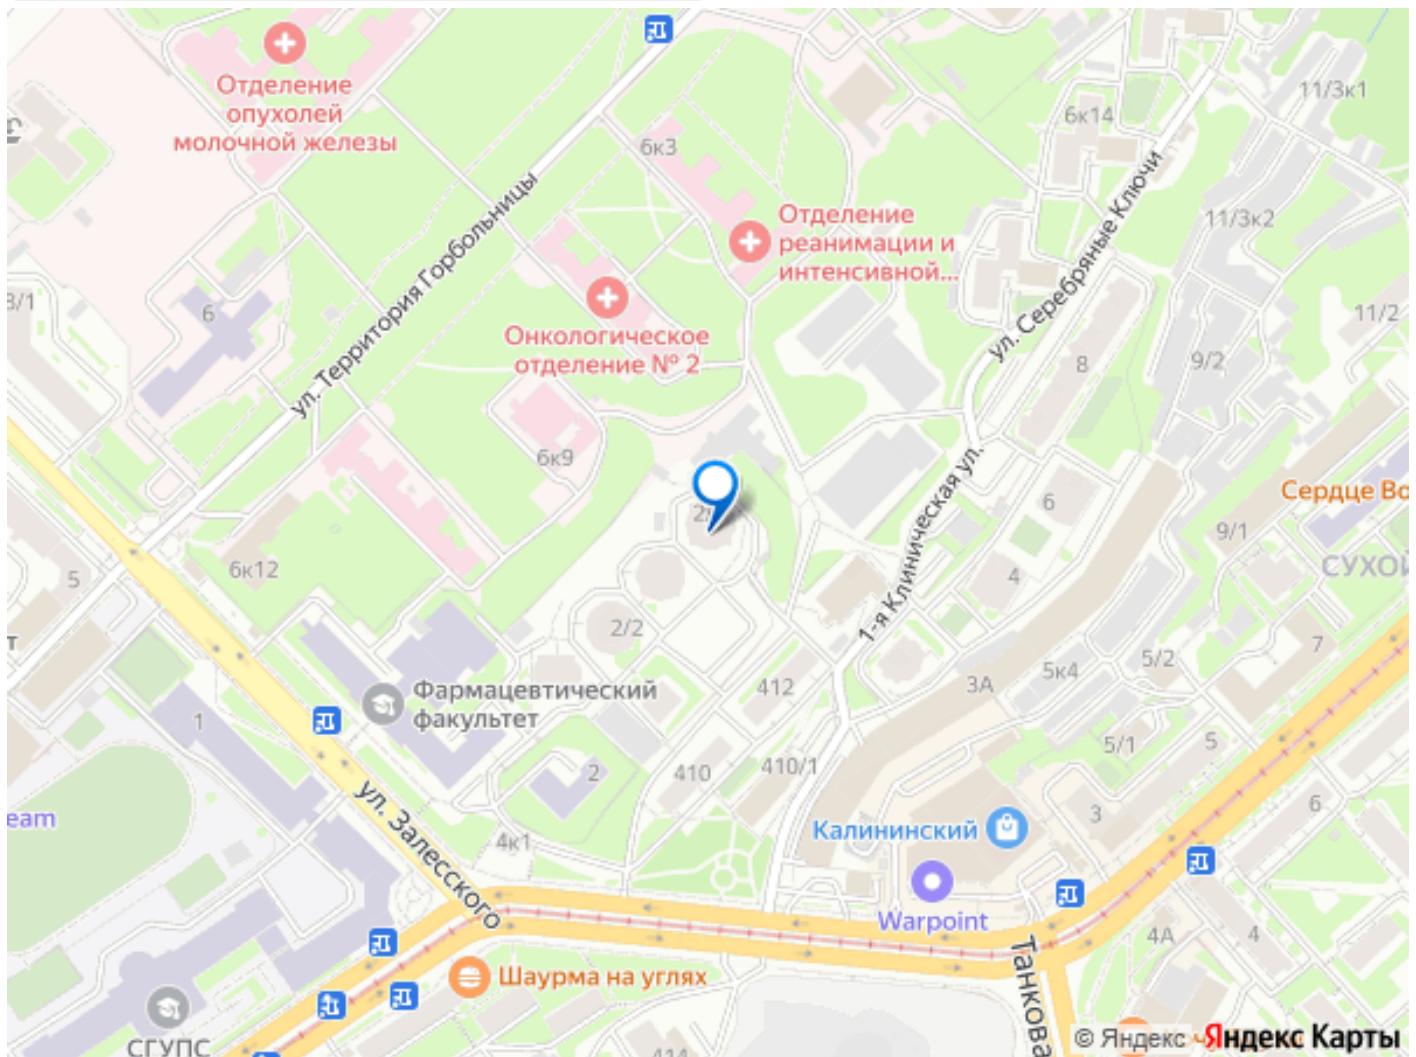 Отделение
опухолей
молочной железы
6к3
Отделение
реанимации и
интенсивной...
6к14
11/3к1
11/3к2
ул. Серебряные Ключи
ул. Территория Горбольницы
3/1
6
Онкологическое
отделение № 2
8
9/2
11/2
6к9
1-я Клиническая ул.
6
Сердце Во
9/1
СУХОЙ
5
6к12
4
2/2
7
т
412
3А
5к4
5/2
Фармацевтический
факультет
1
2
410
410/1
5/1
5
3
6
eam
ул. Залесского
4к1
Калининский
Warpoint
4А
4
Шаурма на углях
Танкова
СГУПС
414
© Яндекс
Яндекс Карты